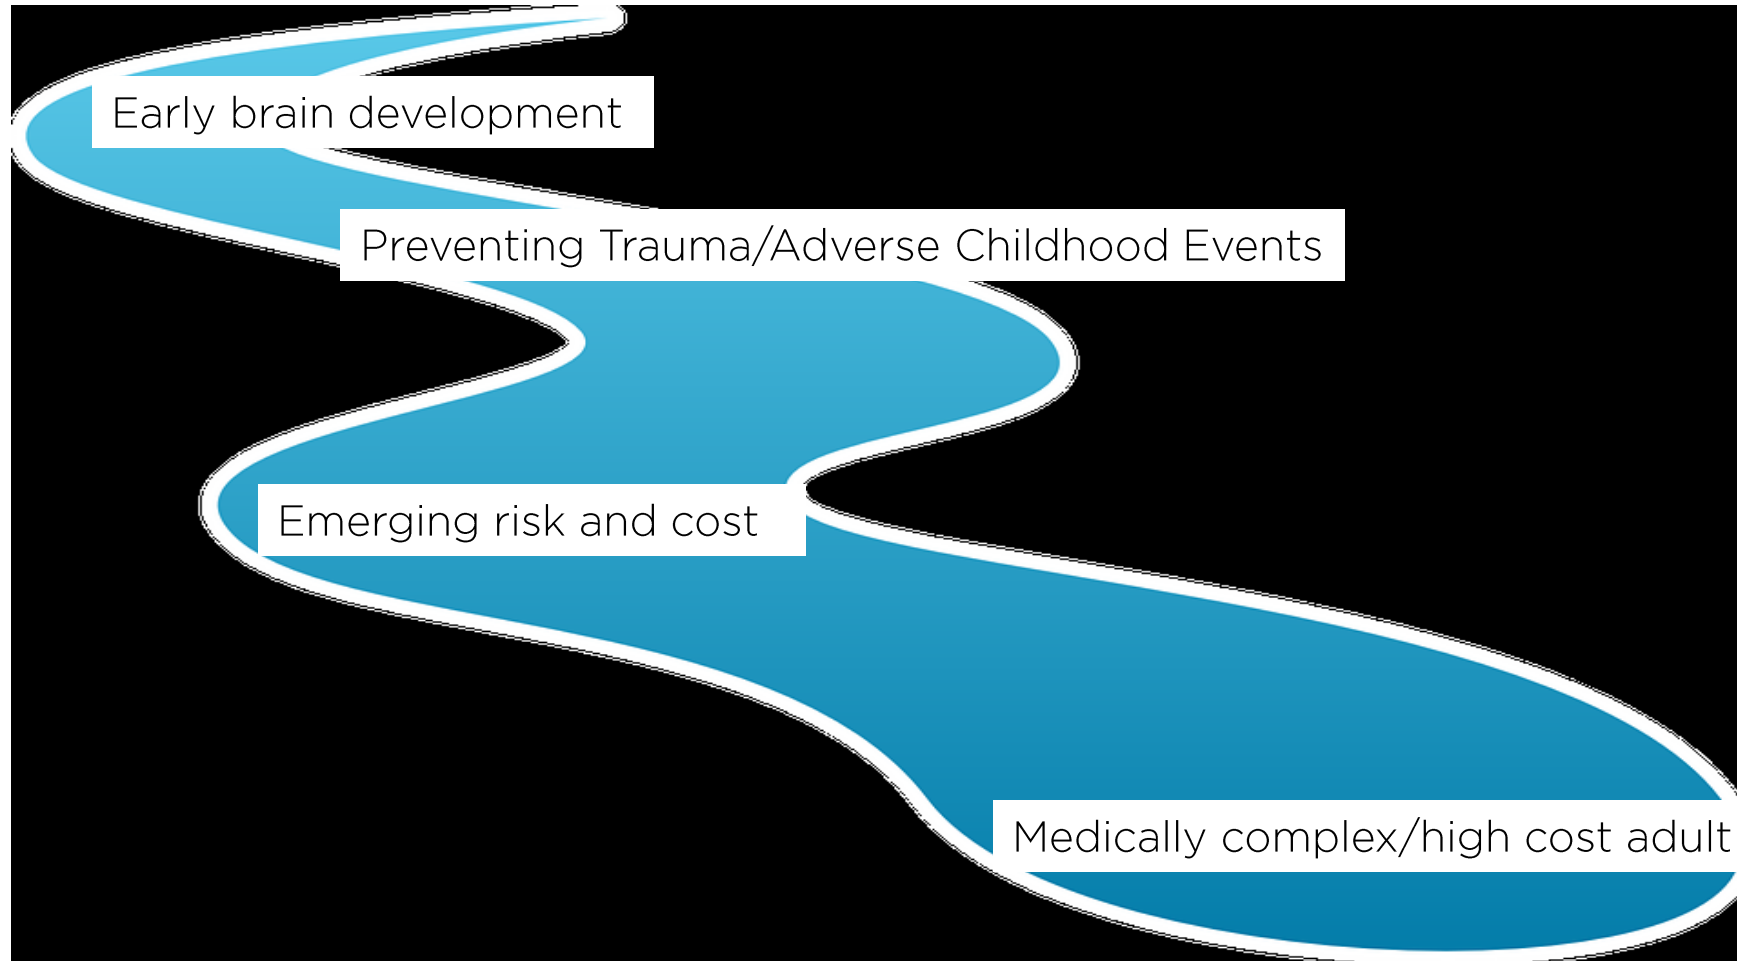 Early brain development
Preventing Trauma/Adverse Childhood Events
Emerging risk and cost
Medically complex/high cost adult